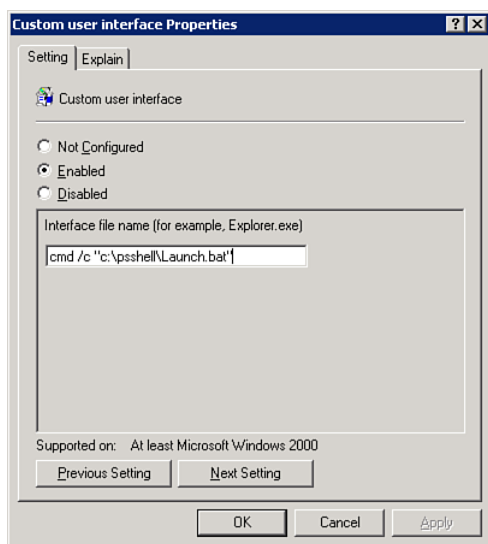 Custom user interface Properties
? X
Setting Explain
Custom user interface
Not Configured
Enabled
Disabled
Interface file name (for example, Explorer.exe)
cmd /c "c:\psshell\Launch.bat"
Supported on: At least Microsoft Windows 2000
Previous Setting Next Setting
OK Cancel Apply